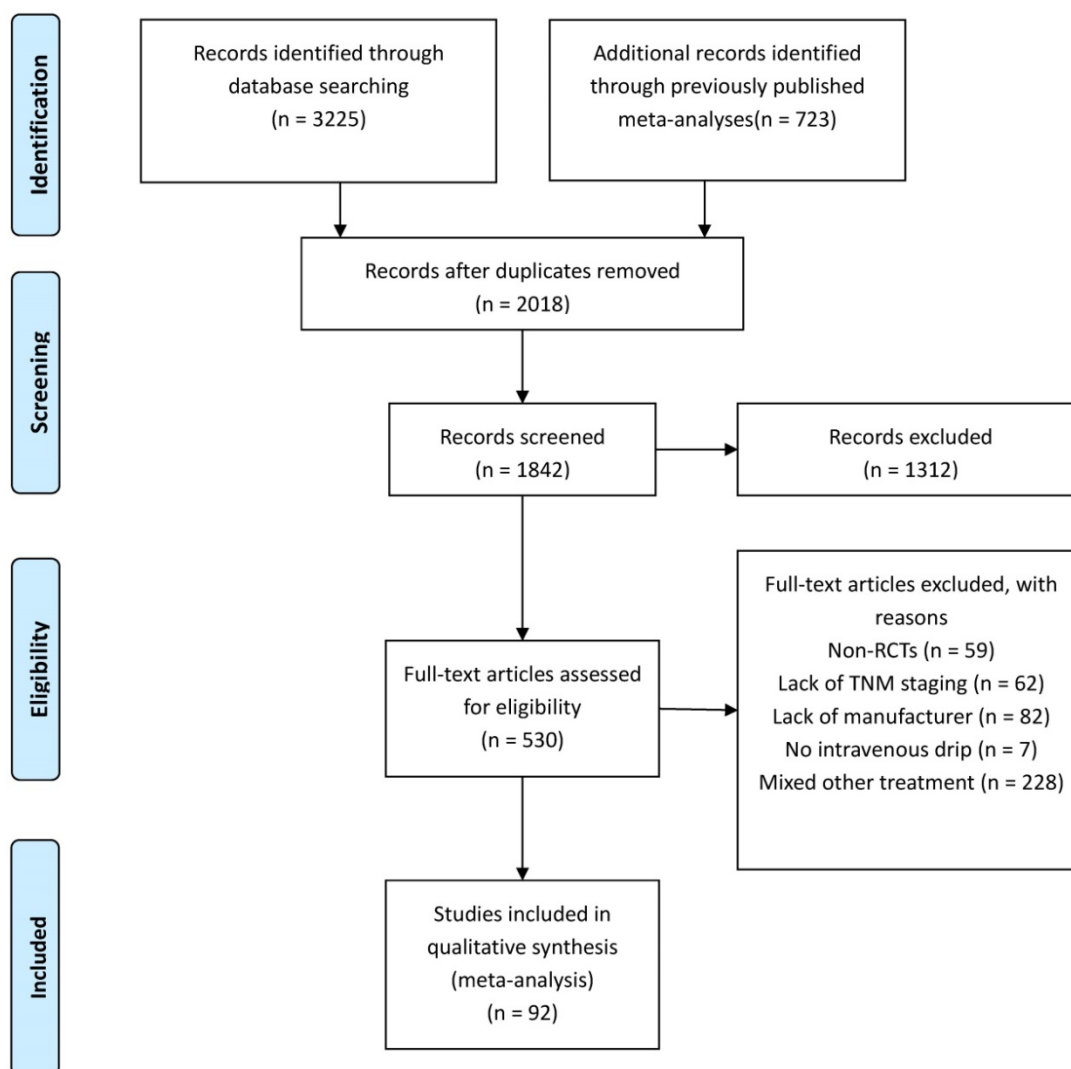 Identification
Records identified through
database searching
(n = 3225)
Additional records identified
through previously published
meta-analyses(n = 723)
Records after duplicates removed
(n = 2018)
Screening
Records screened
(n = 1842)
Records excluded
(n = 1312)
Eligibility
Full-text articles assessed
for eligibility
(n = 530)
Full-text articles excluded, with
reasons
Non-RCTs (n = 59)
Lack of TNM staging (n = 62)
Lack of manufacturer (n = 82)
No intravenous drip (n = 7)
Mixed other treatment (n = 228)
Included
Studies included in
qualitative synthesis
(meta-analysis)
(n = 92)